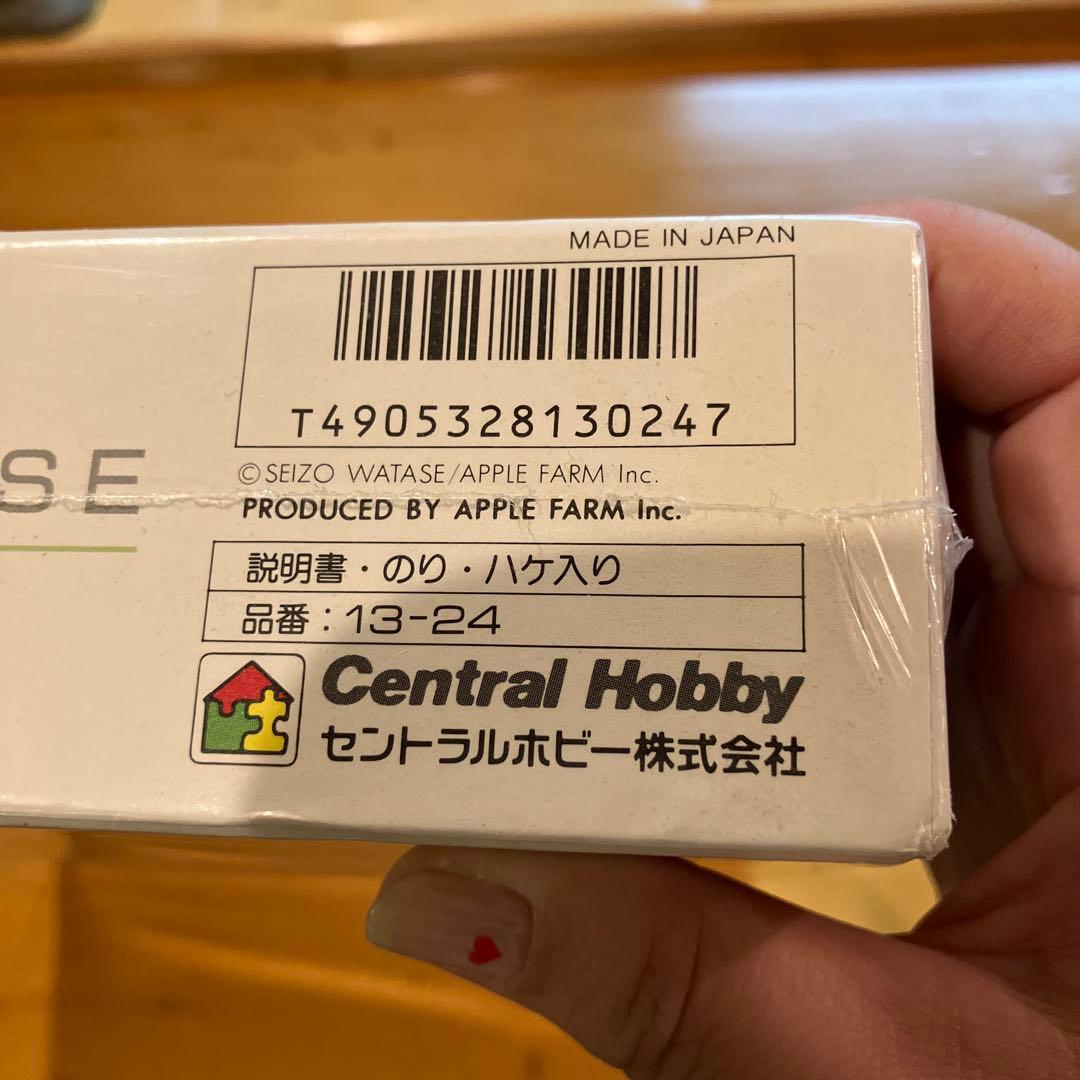 MADE IN JAPAN
T4905328130247
SE
©SEIZO WATASE/APPLE FARM Inc.
PRODUCED BY APPLE FARM Inc.
説明書・のり・ハケ入り
品番：13-24
Central Hobby
セントラルホビー株式会社